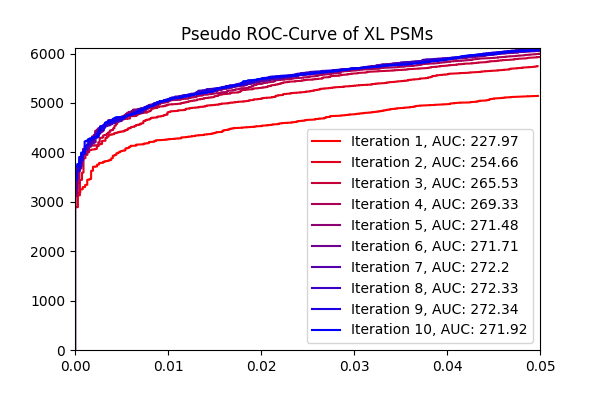 Pseudo ROC-Curve of XL PSMs
6000
5000
4000
3000
2000
1000
0
Iteration 1, AUC: 227.97
Iteration 2, AUC: 254.66
Iteration 3, AUC: 265.53
Iteration 4, AUC: 269.33
Iteration 5, AUC: 271.48
Iteration 6, AUC: 271.71
Iteration 7, AUC: 272.2
Iteration 8, AUC: 272.33
Iteration 9, AUC: 272.34
Iteration 10, AUC: 271.92
0.00 0.01 0.02 0.03 0.04 0.05